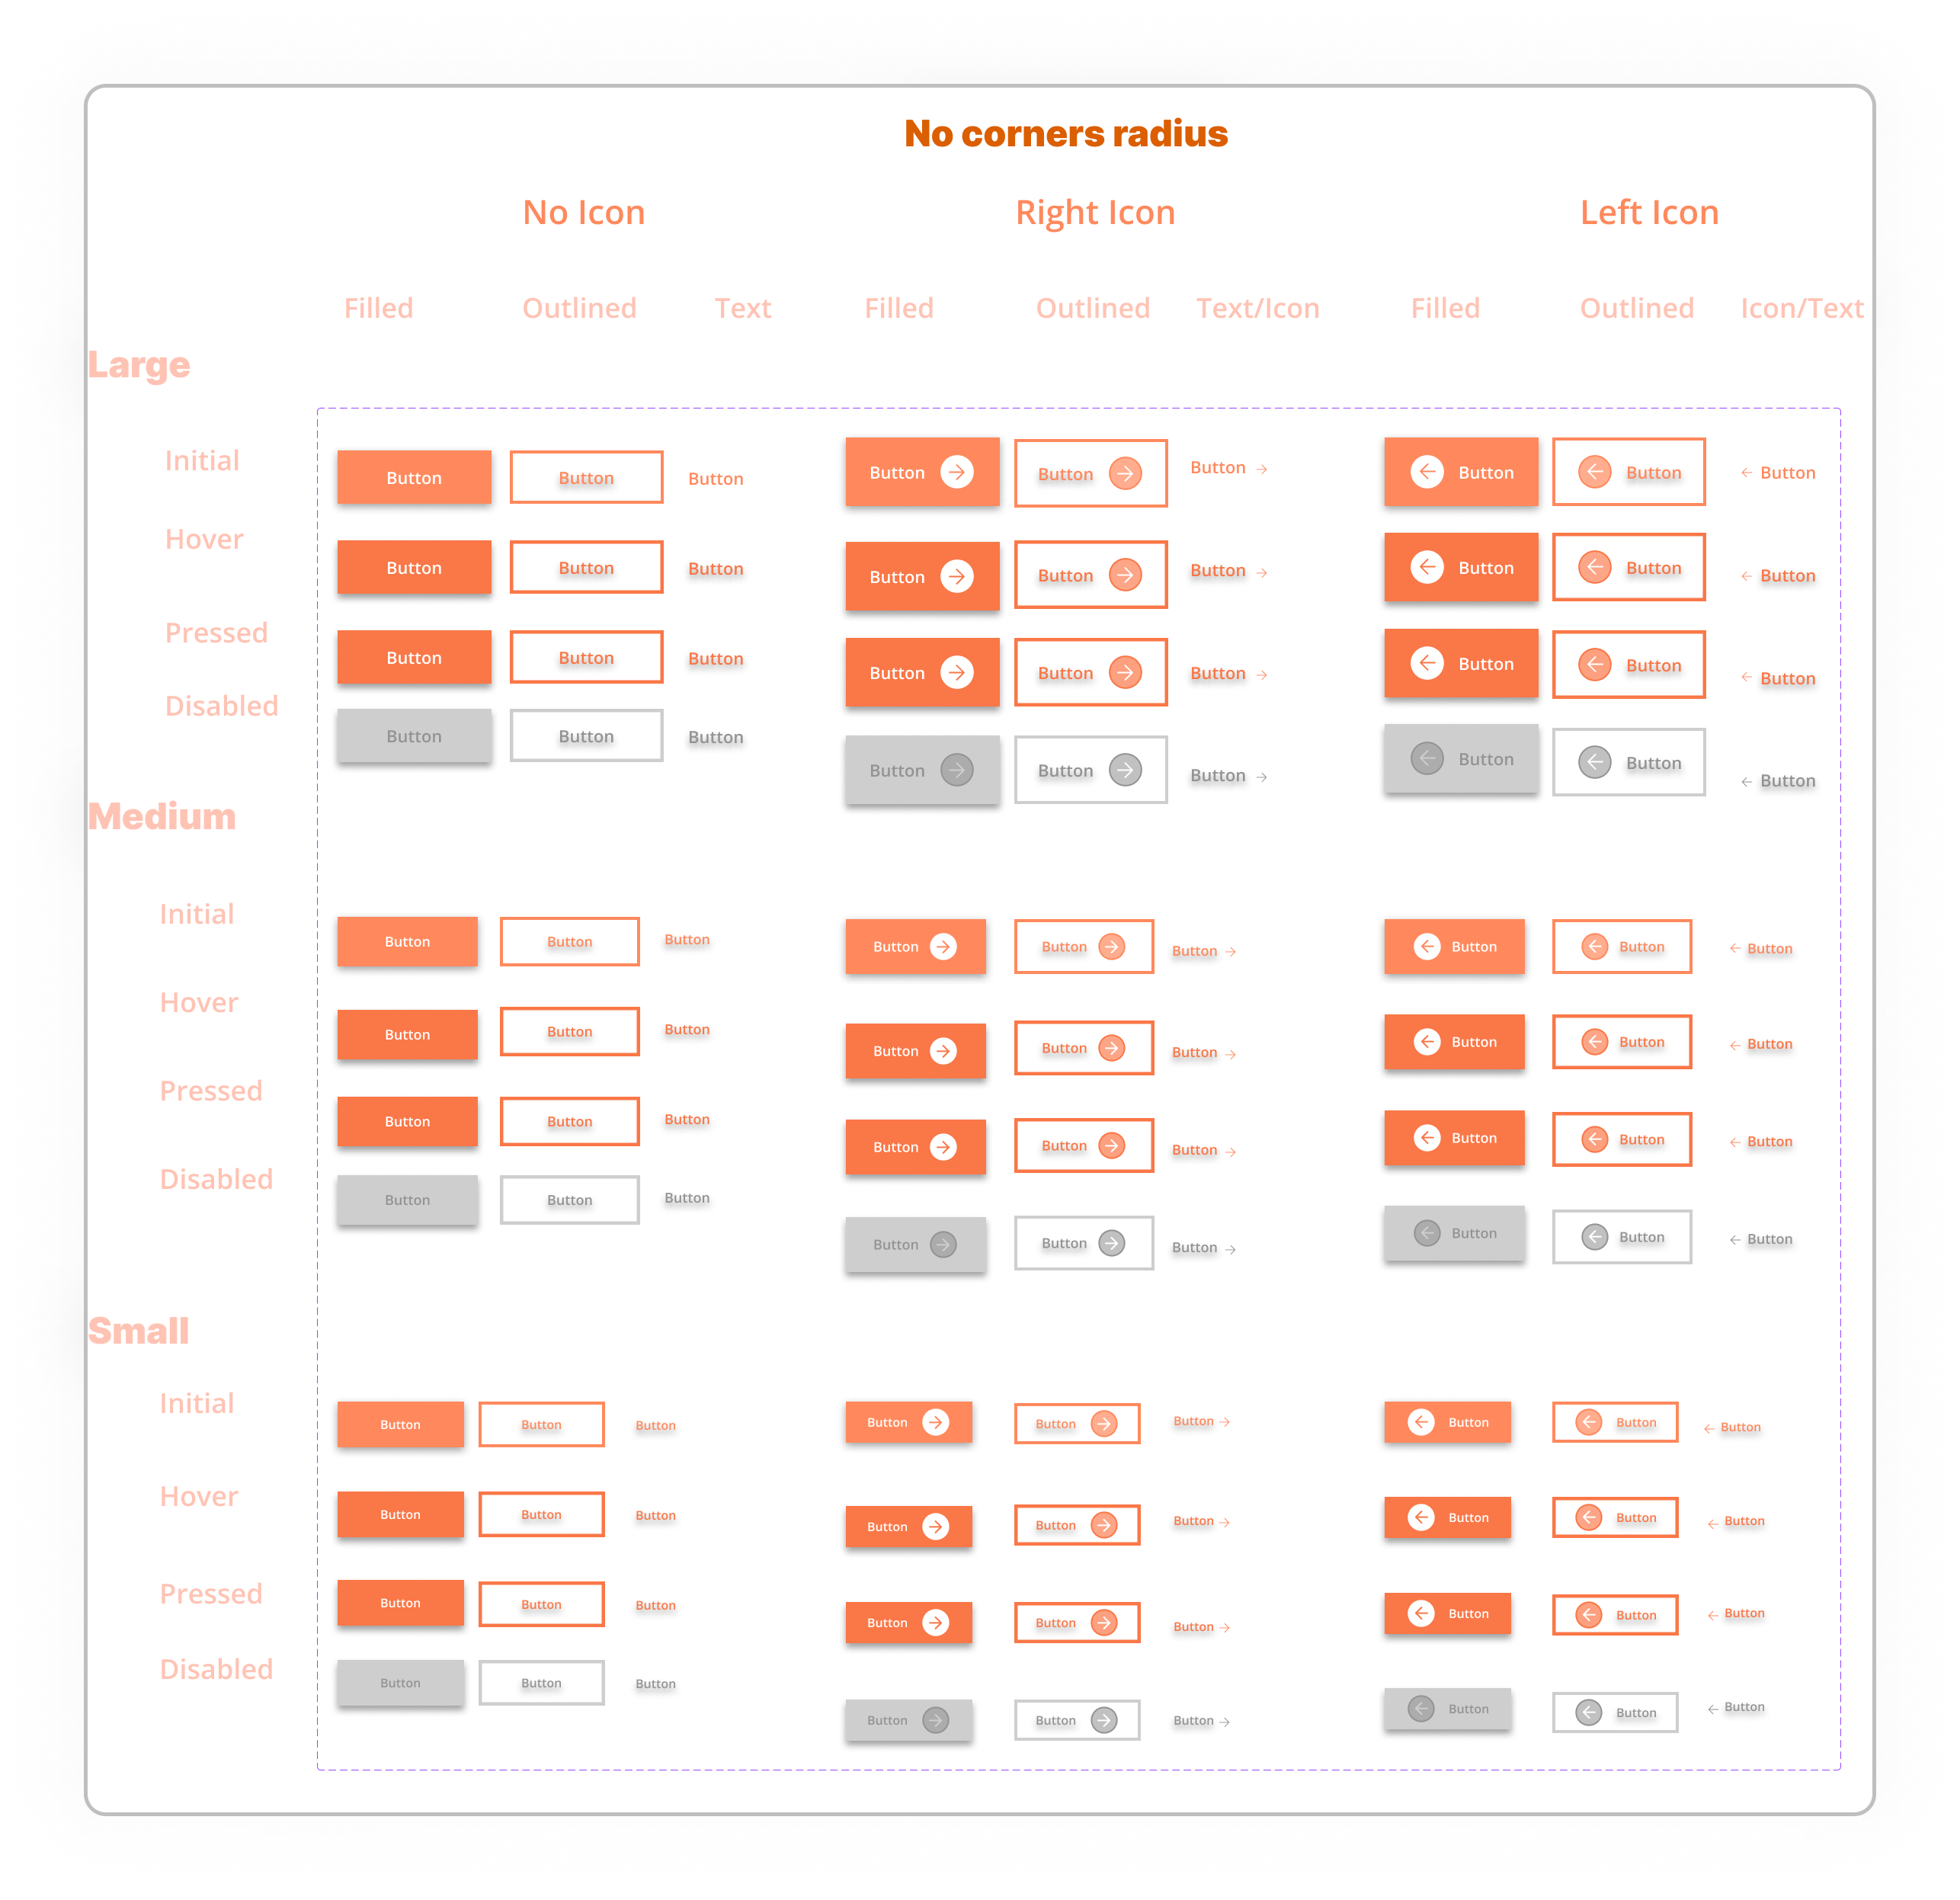 No corners radius
No Icon Right Icon Left Icon
Filled Outlined Text Filled Outlined Text/Icon Filled Outlined Icon/Text
Large
Initial Button Button Button Button Button Button Button Button Button
Hover Button Button Button Button Button Button Button Button Button
Pressed Button Button Button Button Button Button Button Button Button
Disabled Button Button Button Button Button Button Button Button Button
Medium
Initial Button Button Button Button Button Button Button Button Button
Hover Button Button Button Button Button Button Button Button Button
Pressed Button Button Button Button Button Button Button Button Button
Disabled Button Button Button Button Button Button Button Button Button
Small
Initial Button Button Button Button Button Button Button Button Button
Hover Button Button Button Button Button Button Button Button Button
Pressed Button Button Button Button Button Button Button Button Button
Disabled Button Button Button Button Button Button Button Button Button